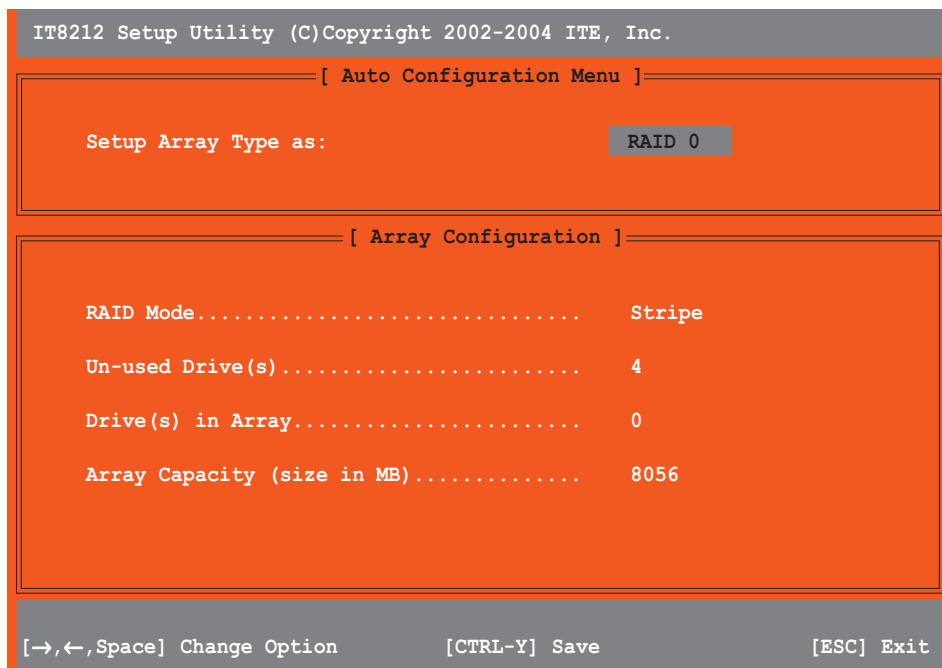 IT8212 Setup Utility (C)Copyright 2002-2004 ITE, Inc.
[ Auto Configuration Menu ]
Setup Array Type as: RAID 0
[ Array Configuration ]
RAID Mode................................ Stripe
Un-used Drive(s)......................... 4
Drive(s) in Array........................ 0
Array Capacity (size in MB).............. 8056
[→,←,Space] Change Option [CTRL-Y] Save [ESC] Exit